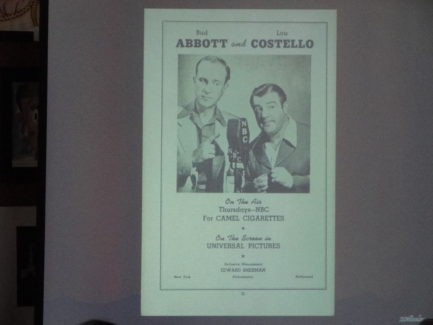 Bud Lou
ABBOTT and COSTELLO
NBC
On The Air
Thursdays—NBC
For CAMEL CIGARETTES
On The Screen in
UNIVERSAL PICTURES
Exclusive Management
EDWARD SHERMAN
New York Philadelphia Hollywood